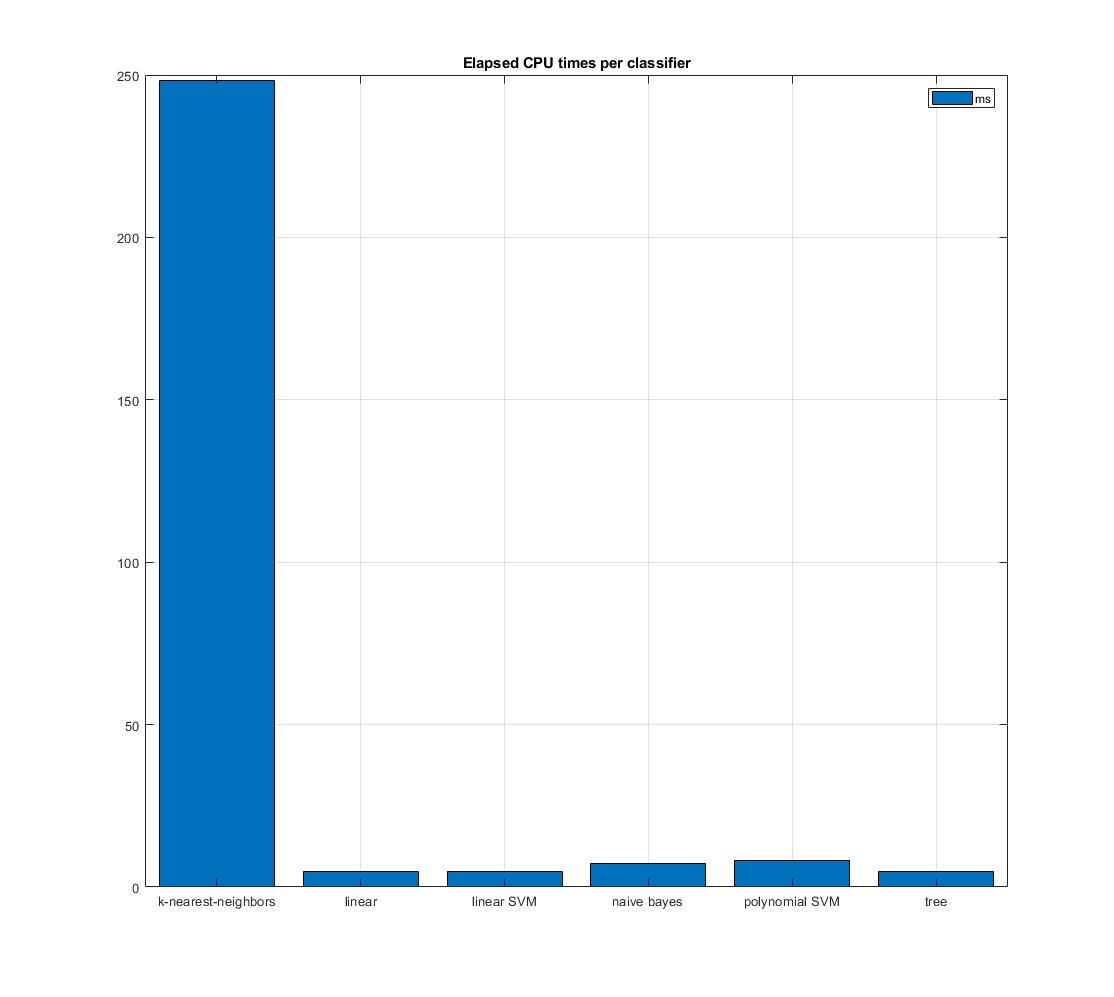 Elapsed CPU times per classifier
ms
250
200
150
100
50
0
k-nearest-neighbors linear linear SVM naive bayes polynomial SVM tree